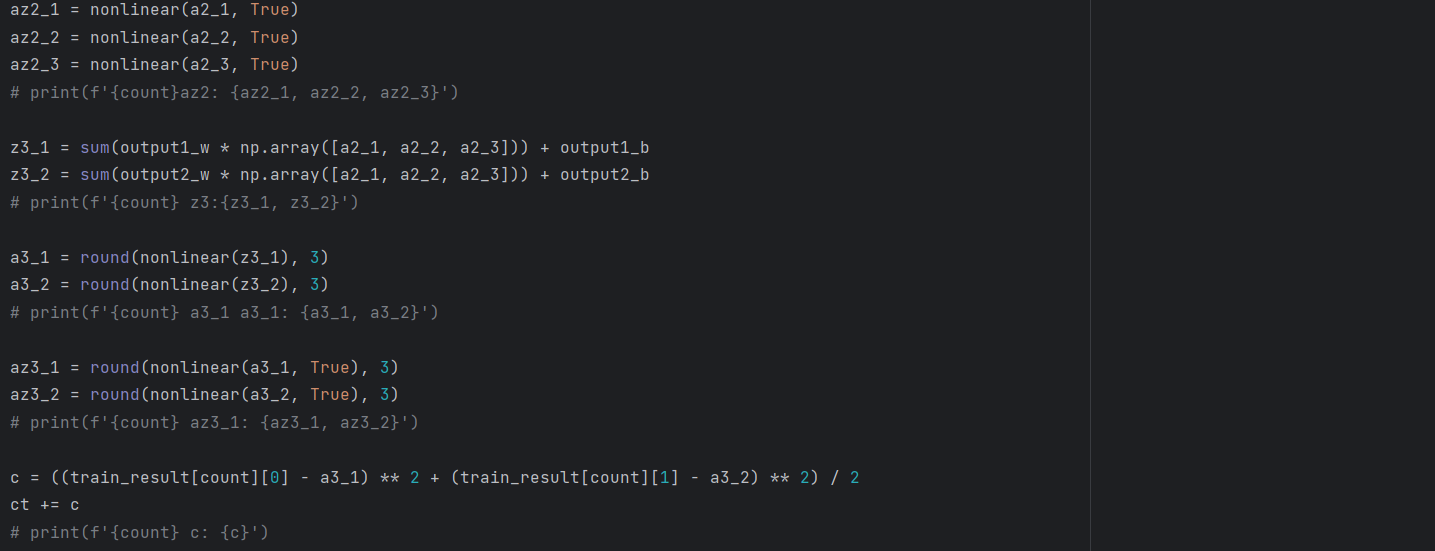 az2_1 = nonlinear(a2_1, True)
az2_2 = nonlinear(a2_2, True)
az2_3 = nonlinear(a2_3, True)
# print(f'{count}az2: {az2_1, az2_2, az2_3}')
z3_1 = sum(output1_w * np.array([a2_1, a2_2, a2_3])) + output1_b
z3_2 = sum(output2_w * np.array([a2_1, a2_2, a2_3])) + output2_b
# print(f'{count} z3:{z3_1, z3_2}')
a3_1 = round(nonlinear(z3_1), 3)
a3_2 = round(nonlinear(z3_2), 3)
# print(f'{count} a3_1 a3_1: {a3_1, a3_2}')
az3_1 = round(nonlinear(a3_1, True), 3)
az3_2 = round(nonlinear(a3_2, True), 3)
# print(f'{count} az3_1: {az3_1, az3_2}')
c = ((train_result[count][0] - a3_1) ** 2 + (train_result[count][1] - a3_2) ** 2) / 2
ct += c
# print(f'{count} c: {c}')